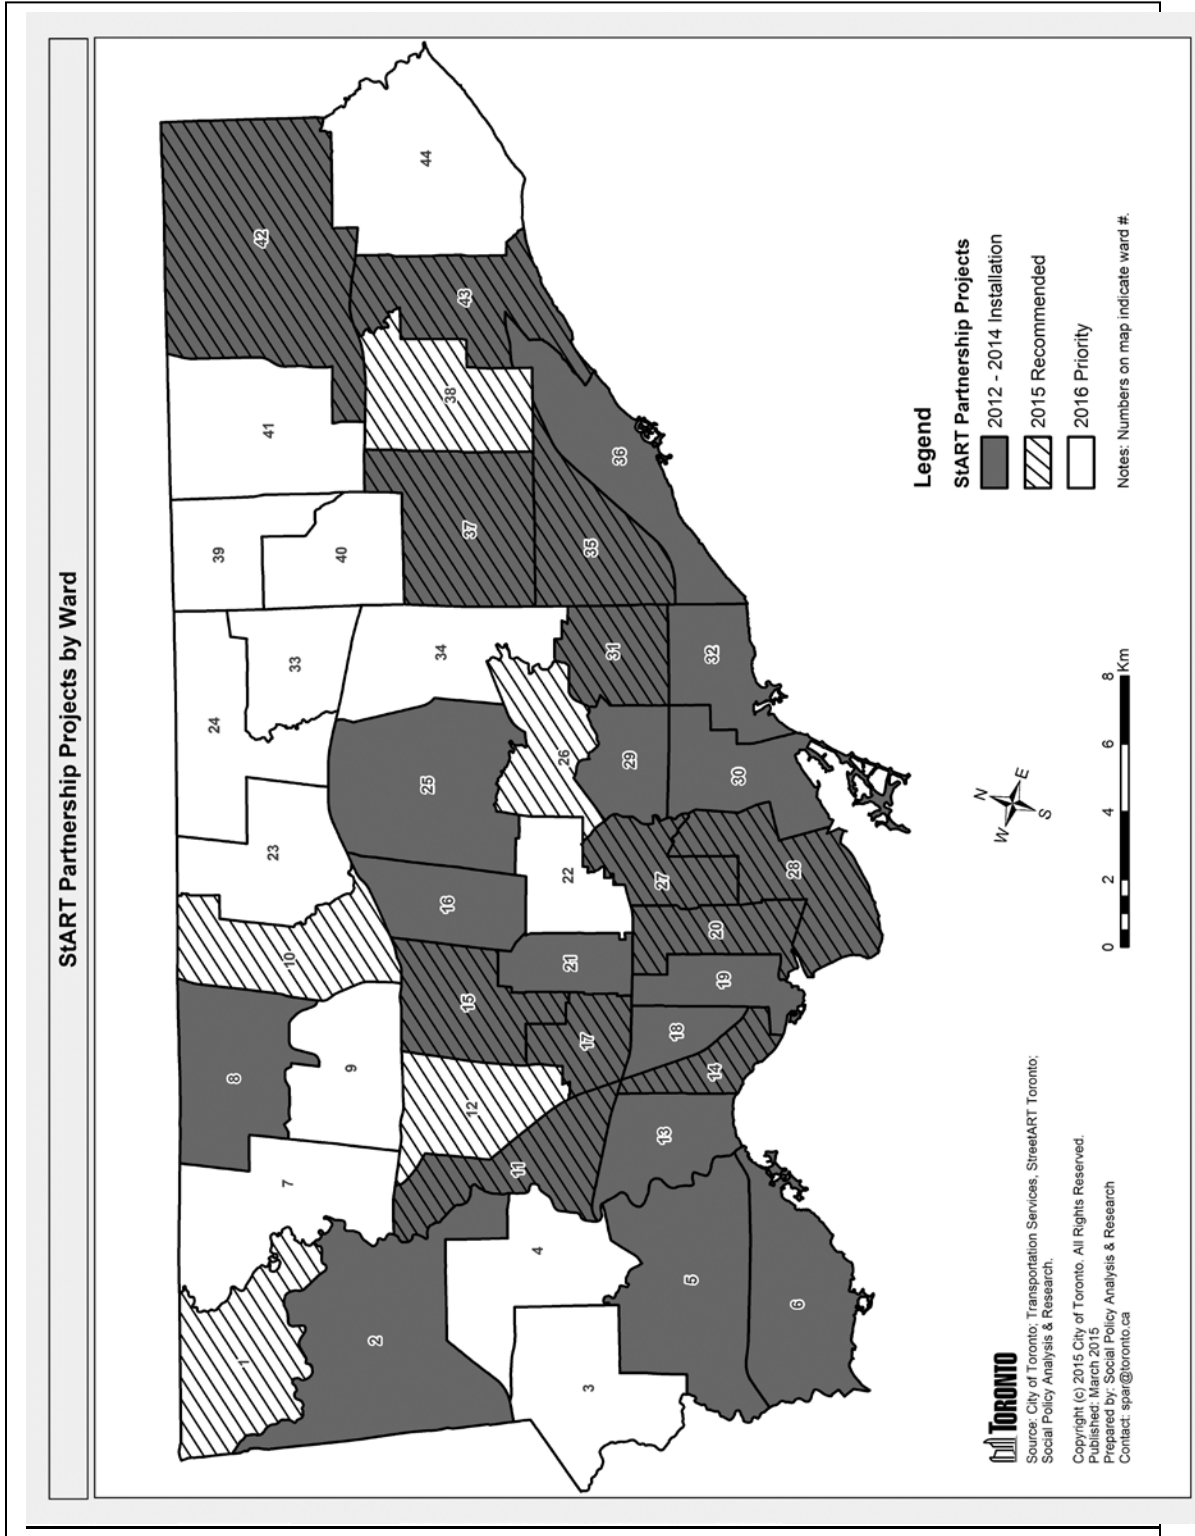 StART Partnership Projects by Ward
1
2
3
4
5
6
7
8
9
10
11
12
13
14
15
16
17
18
19
20
21
22
23
24
25
26
27
28
29
30
31
32
33
34
35
36
37
38
39
40
41
42
43
44
Legend
StART Partnership Projects
2012 - 2014 Installation
2015 Recommended
2016 Priority
Notes: Numbers on map indicate ward #.
N
E
S
W
0 2 4 6 8
Km
TORONTO
Source: City of Toronto; Transportation Services, StreetART Toronto;
Social Policy Analysis & Research.
Copyright (c) 2015 City of Toronto. All Rights Reserved.
Published: March 2015
Prepared by: Social Policy Analysis & Research
Contact: spar@toronto.ca